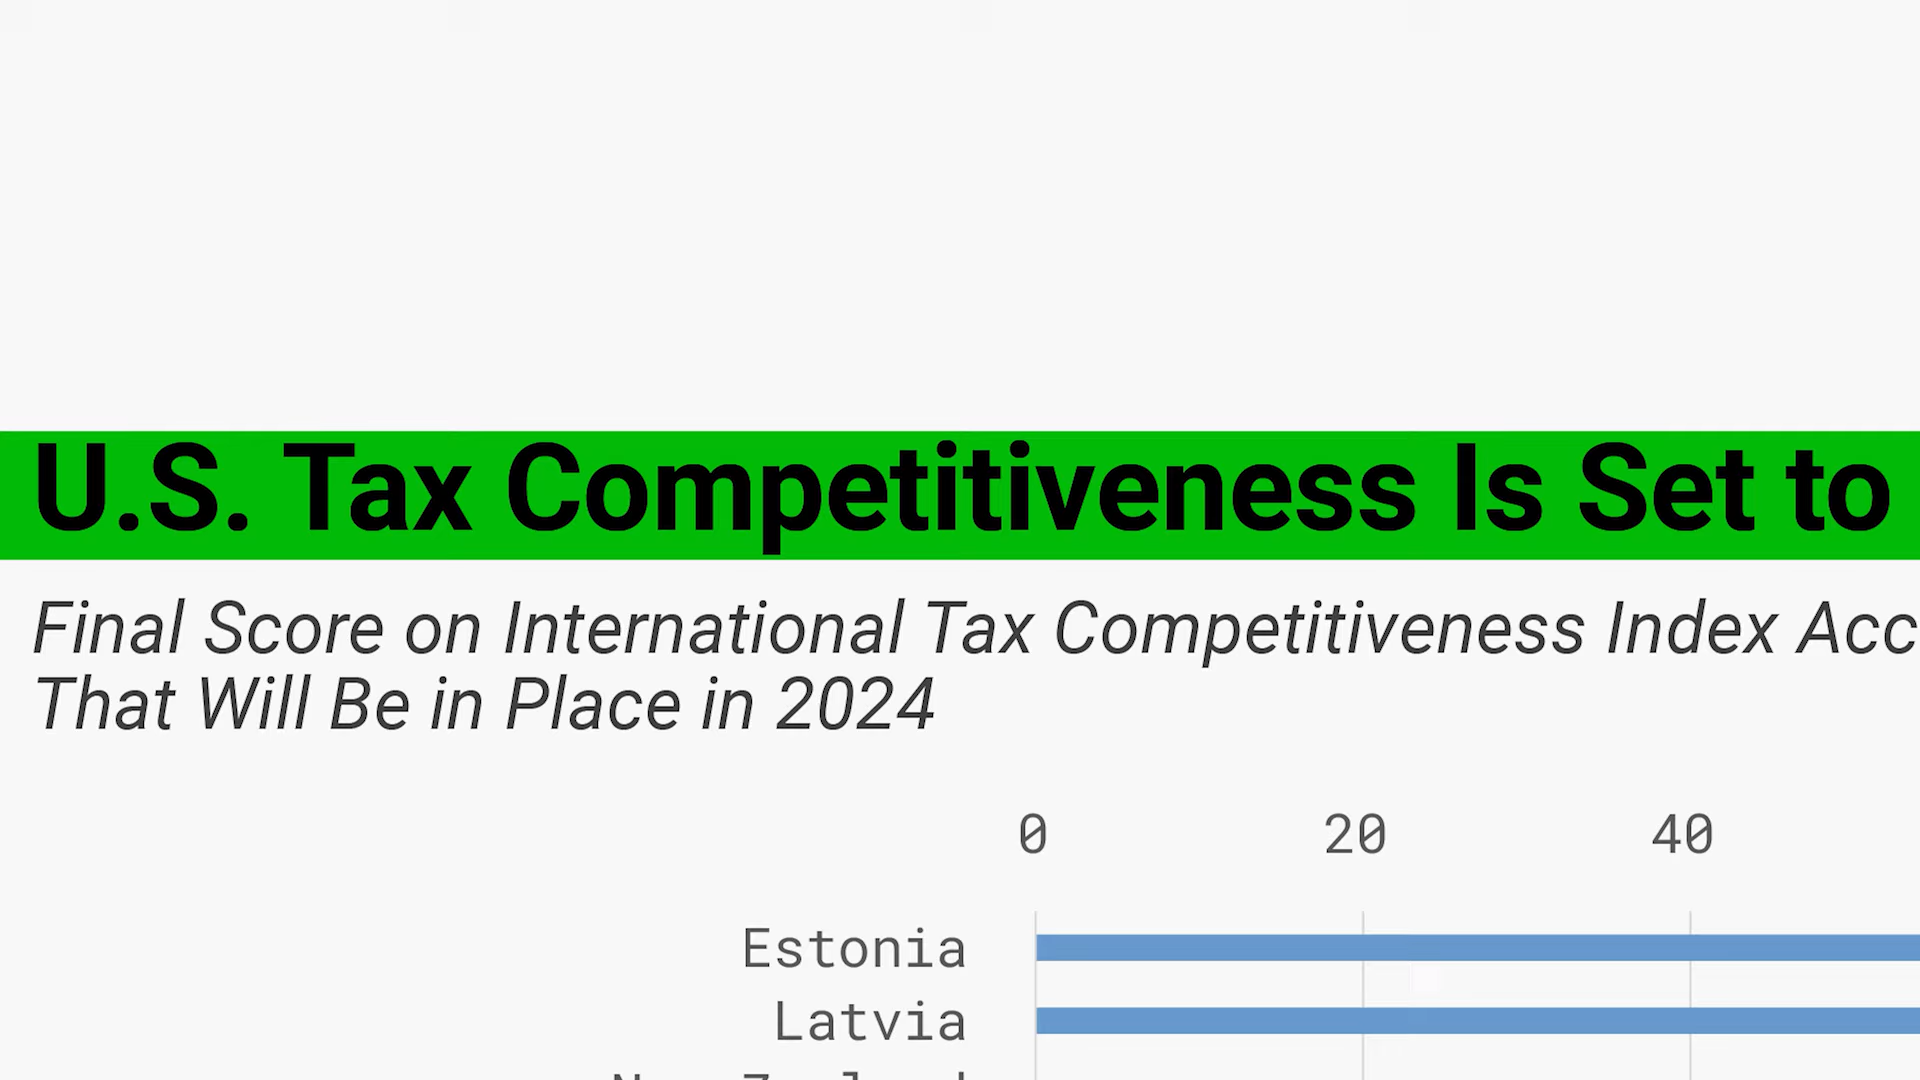 U.S. Tax Competitiveness Is Set to
Final Score on International Tax Competitiveness Index Acc
That Will Be in Place in 2024
0 20 40
Estonia
Latvia